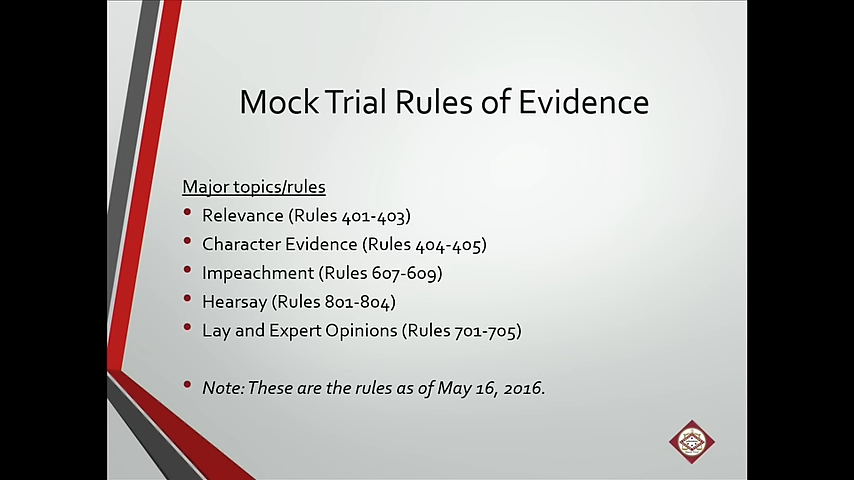 Mock Trial Rules of Evidence
Major topics/rules
• Relevance (Rules 401-403)
• Character Evidence (Rules 404-405)
• Impeachment (Rules 607-609)
• Hearsay (Rules 801-804)
• Lay and Expert Opinions (Rules 701-705)
• Note: These are the rules as of May 16, 2016.